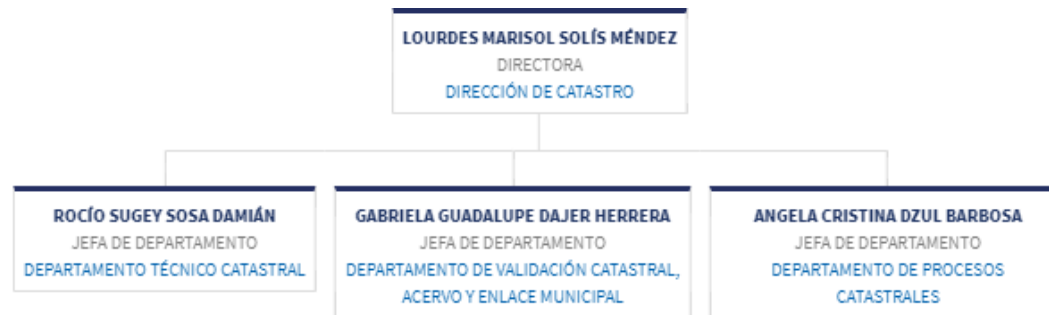 LOURDES MARISOL SOLÍS MÉNDEZ
DIRECTORA
DIRECCIÓN DE CATASTRO
ROCÍO SUGEY SOSA DAMIÁN
JEFA DE DEPARTAMENTO
DEPARTAMENTO TÉCNICO CATASTRAL
GABRIELA GUADALUPE DAJER HERRERA
JEFA DE DEPARTAMENTO
DEPARTAMENTO DE VALIDACIÓN CATASTRAL,
ACERVO Y ENLACE MUNICIPAL
ANGELA CRISTINA DZUL BARBOSA
JEFA DE DEPARTAMENTO
DEPARTAMENTO DE PROCESOS
CATASTRALES